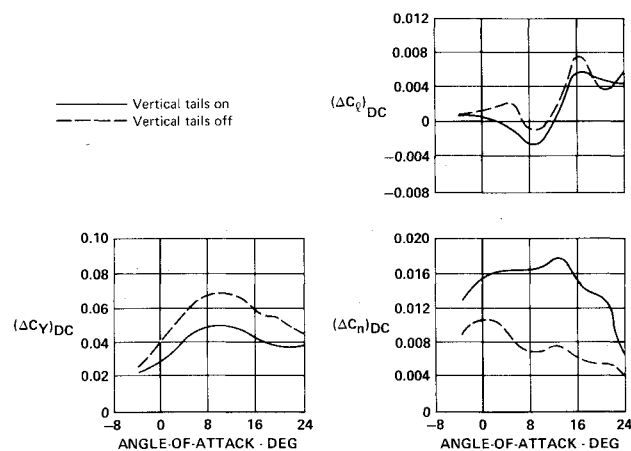 Vertical tails on
Vertical tails off
(ΔCℓ)DC
0.012
0.008
0.004
0
−0.004
−0.008
(ΔCY)DC
0.10
0.08
0.06
0.04
0.02
0
−8 0 8 16 24
ANGLE-OF-ATTACK - DEG
(ΔCn)DC
0.020
0.016
0.012
0.008
0.004
0
−8 0 8 16 24
ANGLE-OF-ATTACK - DEG